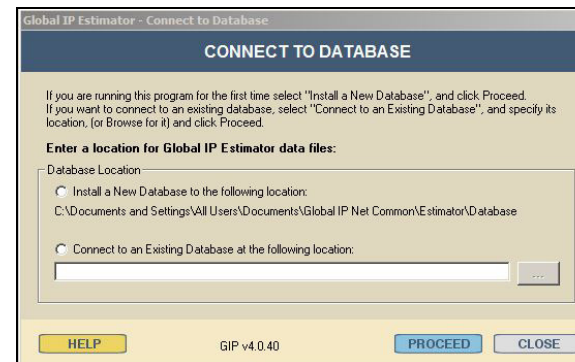 Global IP Estimator - Connect to Database
CONNECT TO DATABASE
If you are running this program for the first time select "Install a New Database", and click Proceed.
If you want to connect to an existing database, select "Connect to an Existing Database", and specify its
location, (or Browse for it) and click Proceed.
Enter a location for Global IP Estimator data files:
Database Location
Install a New Database to the following location:
C:\Documents and Settings\All Users\Documents\Global IP Net Common\Estimator\Database
Connect to an Existing Database at the following location:
...
HELP
GIP v4.0.40
PROCEED
CLOSE